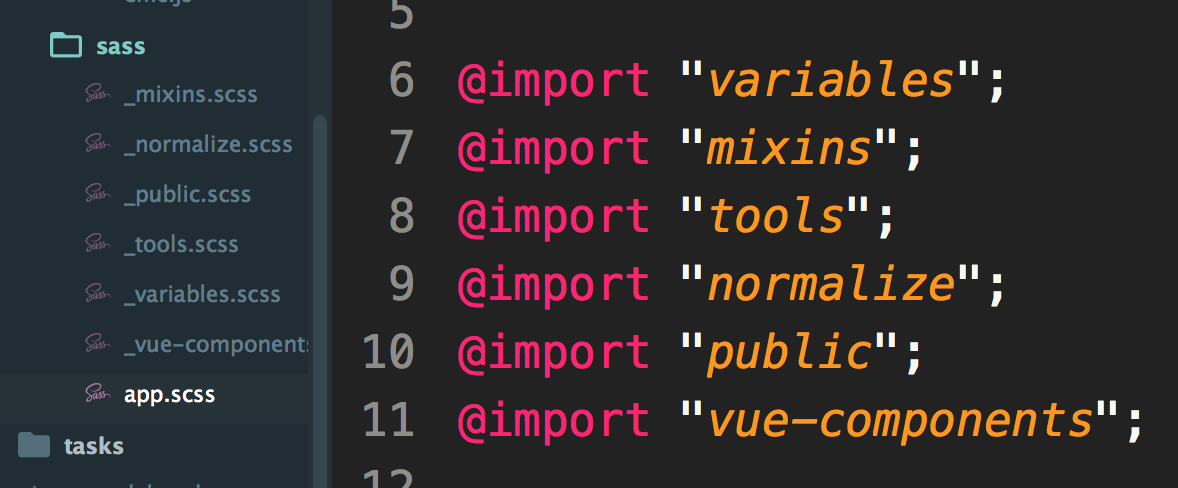 sass
_mixins.scss
_normalize.scss
_public.scss
_tools.scss
_variables.scss
_vue-components
app.scss
tasks
5
6 @import "variables";
7 @import "mixins";
8 @import "tools";
9 @import "normalize";
10 @import "public";
11 @import "vue-components";
12